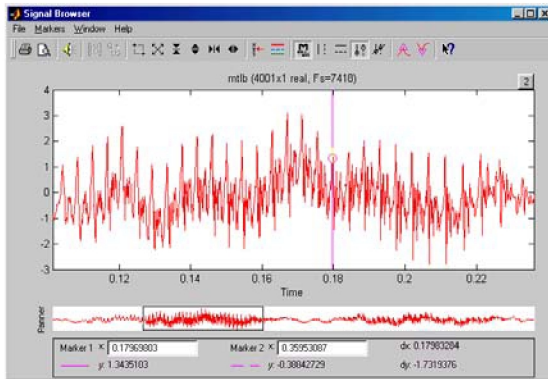 Signal Browser
File Markers Window Help
mtlb (4001x1 real, Fs=7418)
2
4
3
2
1
0
-1
-2
-3
0.12 0.14 0.16 0.18 0.2 0.22
Time
Panner
Marker 1 x: 0.17969803 Marker 2 x: 0.35953087 dx: 0.17983284
y: 1.3435103 y: -0.38842729 dy: -1.7319376